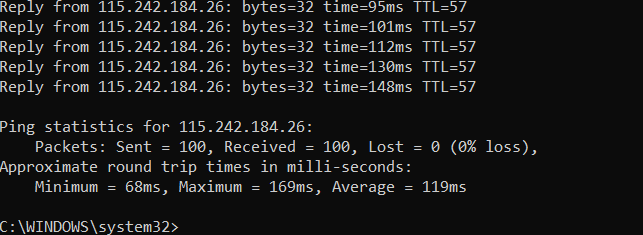 Reply from 115.242.184.26: bytes=32 time=95ms TTL=57
Reply from 115.242.184.26: bytes=32 time=101ms TTL=57
Reply from 115.242.184.26: bytes=32 time=112ms TTL=57
Reply from 115.242.184.26: bytes=32 time=130ms TTL=57
Reply from 115.242.184.26: bytes=32 time=148ms TTL=57

Ping statistics for 115.242.184.26:
    Packets: Sent = 100, Received = 100, Lost = 0 (0% loss),
Approximate round trip times in milli-seconds:
    Minimum = 68ms, Maximum = 169ms, Average = 119ms

C:\WINDOWS\system32>